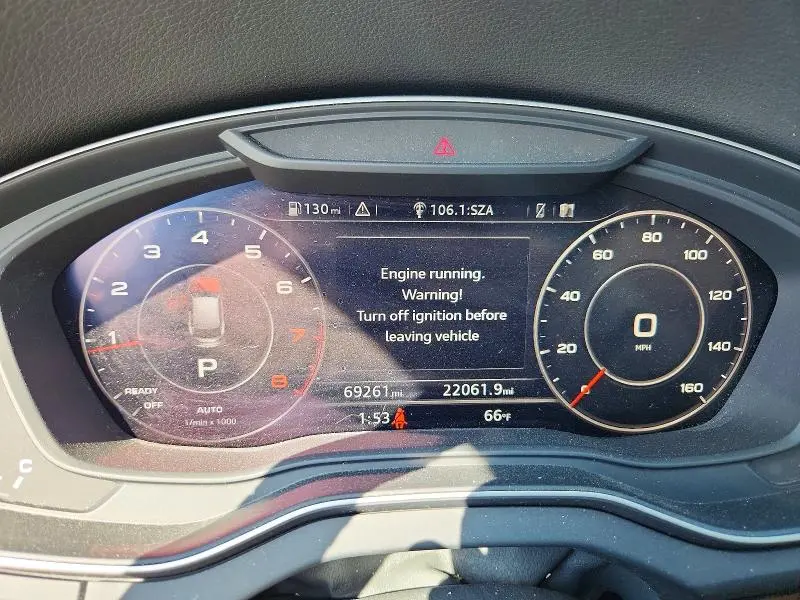 130 mi
106.1:SZA
Engine running.
Warning!
Turn off ignition before
leaving vehicle
1
2
3
4
5
6
7
8
P
READY
OFF
AUTO
1/min x 1000
0
MPH
20
40
60
80
100
120
140
160
69261 mi
22061.9 mi
1:53
66°F
C